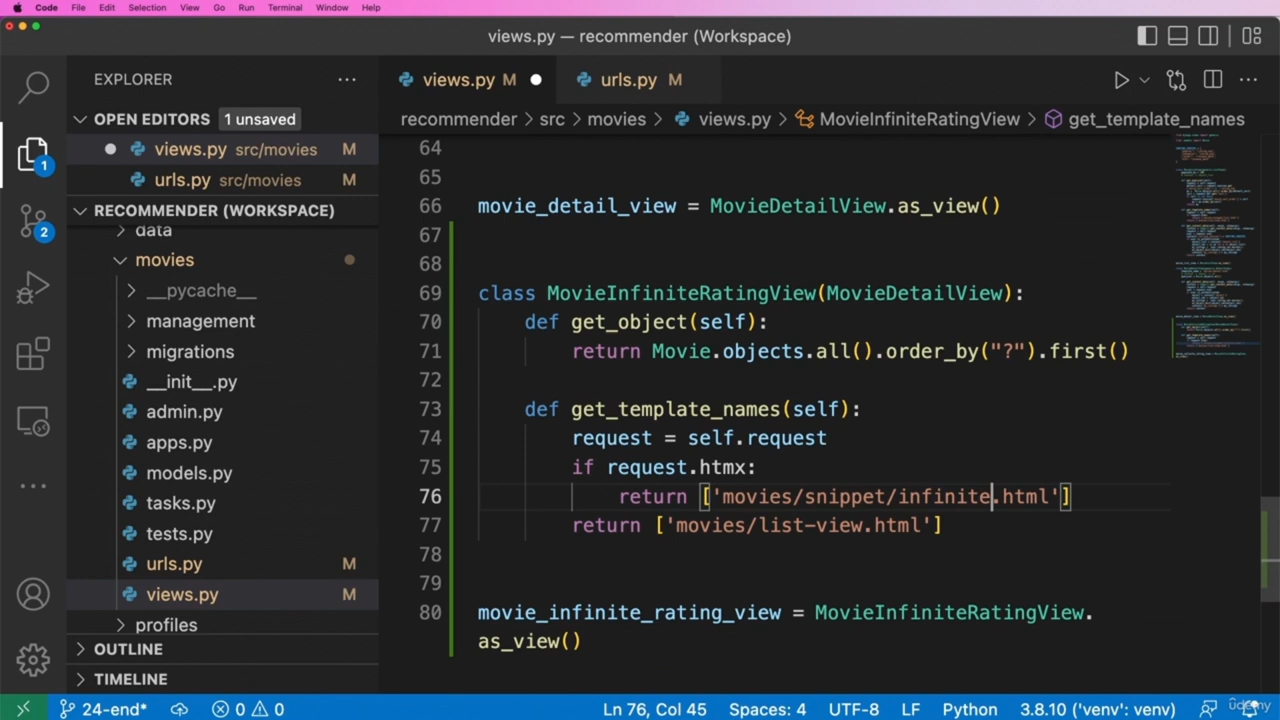 Code File Edit Selection View Go Run Terminal Window Help
views.py — recommender (Workspace)
EXPLORER
OPEN EDITORS 1 unsaved
views.py src/movies M
urls.py src/movies M
RECOMMENDER (WORKSPACE)
data
movies
__pycache__
management
migrations
__init__.py
admin.py
apps.py
models.py
tasks.py
tests.py
urls.py M
views.py M
profiles
OUTLINE
TIMELINE
1
2
views.py M
urls.py M
recommender > src > movies > views.py > MovieInfiniteRatingView > get_template_names
64
65
66 movie_detail_view = MovieDetailView.as_view()
67
68
69 class MovieInfiniteRatingView(MovieDetailView):
70 def get_object(self):
71 return Movie.objects.all().order_by("?").first()
72
73 def get_template_names(self):
74 request = self.request
75 if request.htmx:
76 return ['movies/snippet/infinite.html']
77 return ['movies/list-view.html']
78
79
80 movie_infinite_rating_view = MovieInfiniteRatingView.
as_view()
24-end* 0 0 Ln 76, Col 45 Spaces: 4 UTF-8 LF Python 3.8.10 ('venv': venv)
udemy